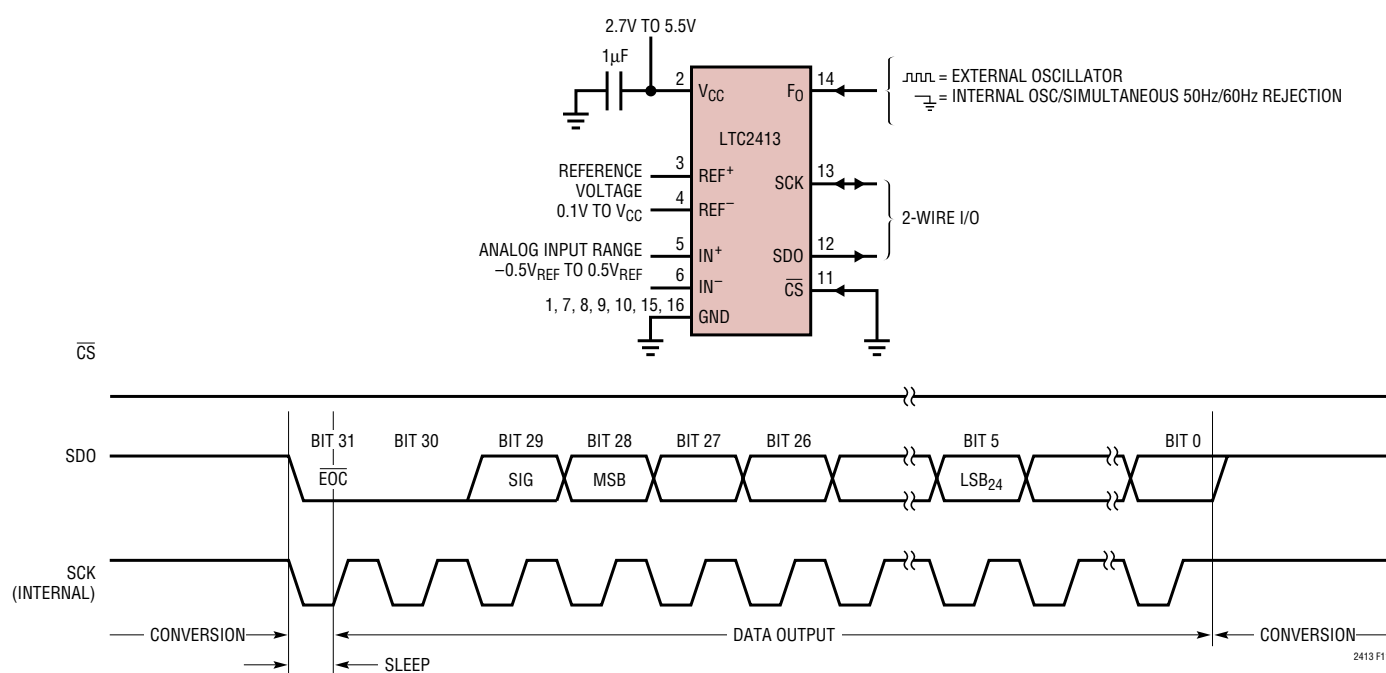 2.7V TO 5.5V
1µF
2
VCC
FO
14
= EXTERNAL OSCILLATOR
= INTERNAL OSC/SIMULTANEOUS 50Hz/60Hz REJECTION
LTC2413
REFERENCE
VOLTAGE
0.1V TO VCC
3
REF+
4
REF–
SCK
13
2-WIRE I/O
ANALOG INPUT RANGE
–0.5VREF TO 0.5VREF
5
IN+
6
IN–
SDO
12
CS
11
1, 7, 8, 9, 10, 15, 16
GND
CS
SDO
BIT 31
BIT 30
BIT 29
BIT 28
BIT 27
BIT 26
BIT 5
BIT 0
EOC
SIG
MSB
LSB24
SCK
(INTERNAL)
CONVERSION
DATA OUTPUT
CONVERSION
SLEEP
2413 F1